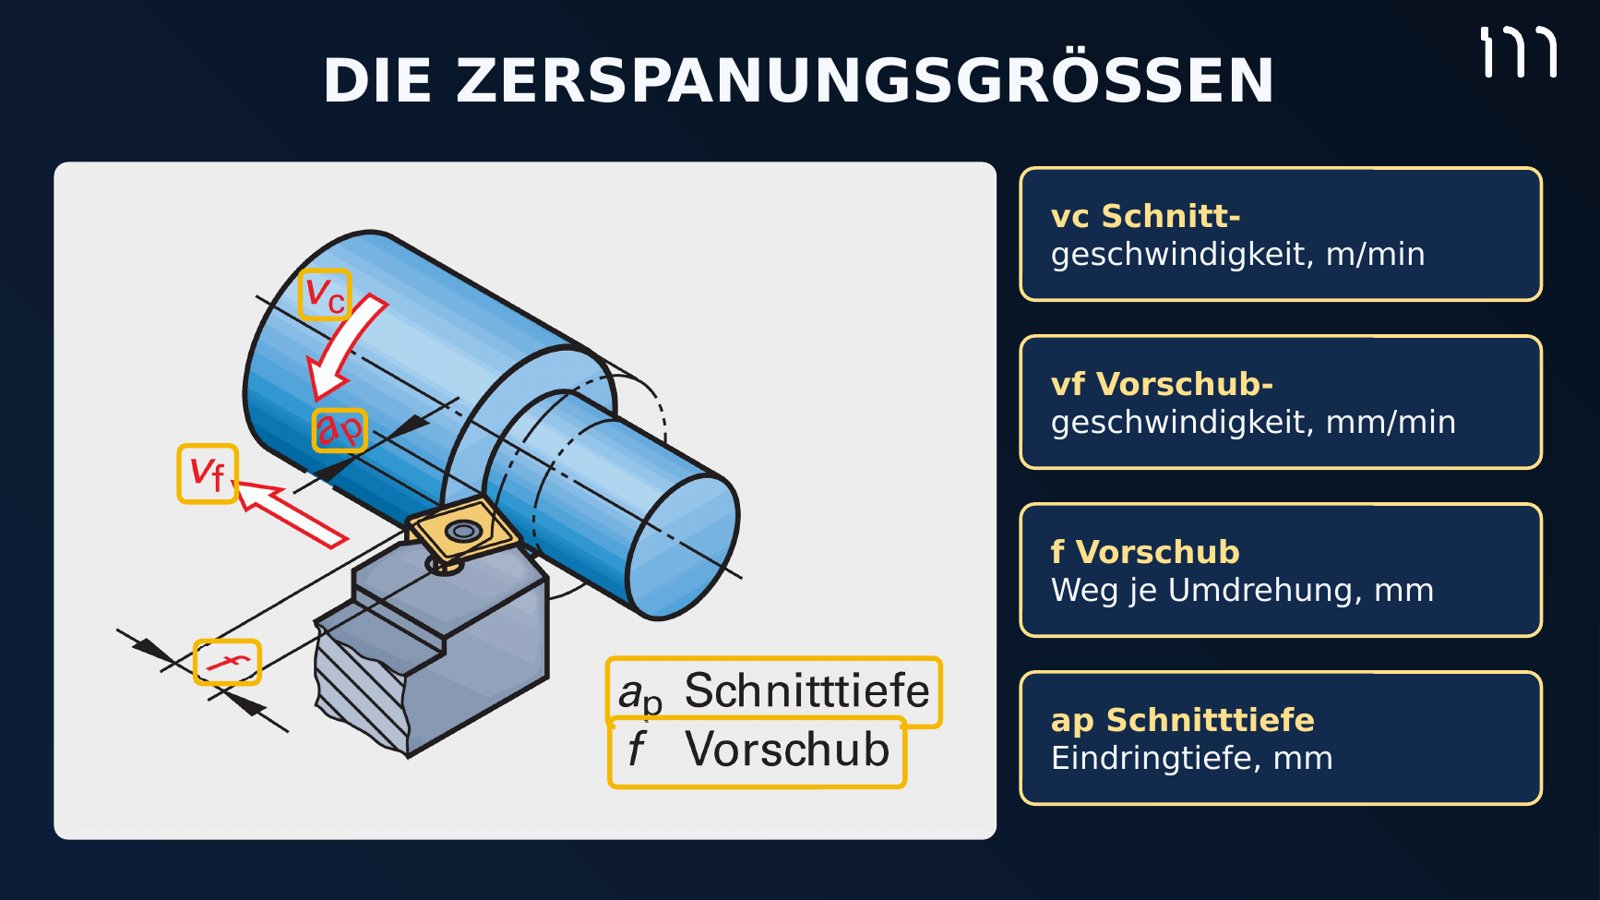 DIE ZERSPANUNGSGRÖSSEN
m
vc
ap
vf
f
ap Schnitttiefe
f Vorschub
vc Schnitt-
geschwindigkeit, m/min
vf Vorschub-
geschwindigkeit, mm/min
f Vorschub
Weg je Umdrehung, mm
ap Schnitttiefe
Eindringtiefe, mm